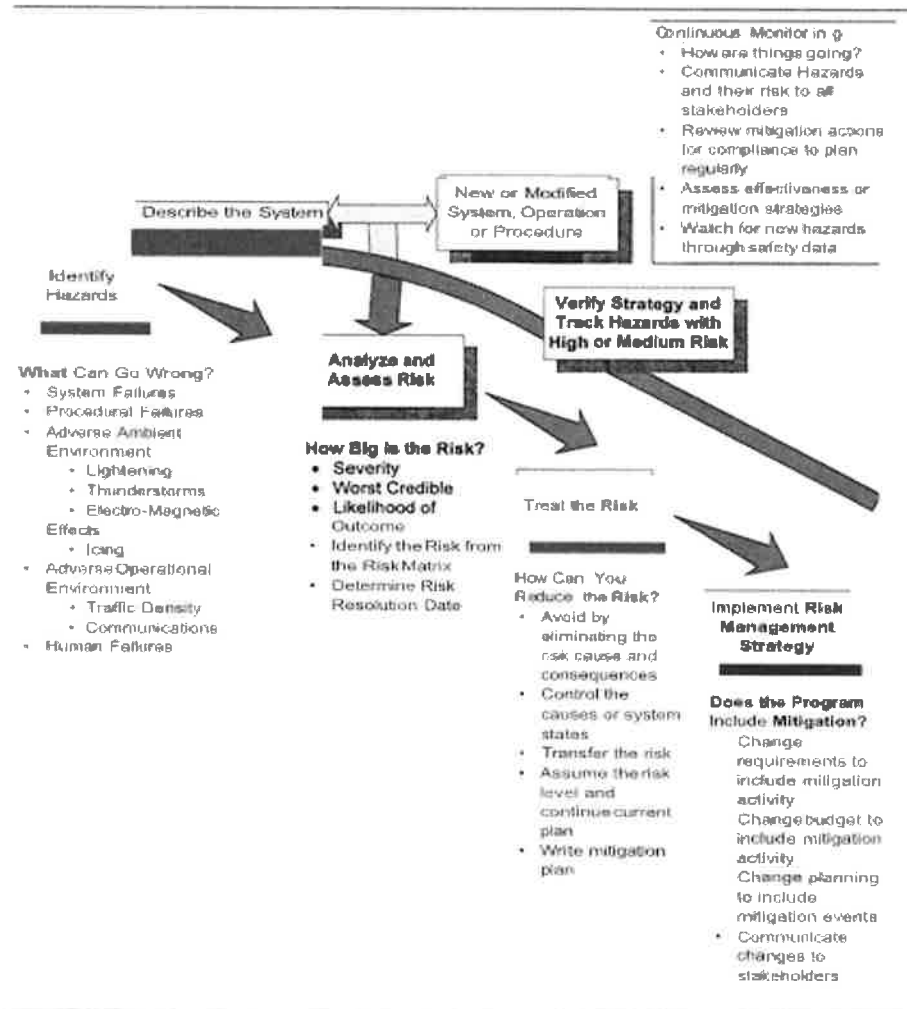 Continuous Monitor in g
• How are things going?
• Communicate Hazards
and their risk to all
stakeholders
• Review mitigation actions
for compliance to plan
regularly
• Assess effectiveness or
mitigation strategies
• Watch for new hazards
through safety data
New or Modified
System, Operation
or Procedure
Describe the System
Identify
Hazards
Verify Strategy and
Track Hazards with
High or Medium Risk
Analyze and
Assess Risk
What Can Go Wrong?
• System Failures
• Procedural Failures
• Adverse Ambient
Environment
• Lightening
• Thunderstorms
• Electro-Magnetic
Effects
• Icing
• Adverse Operational
Environment
• Traffic Density
• Communications
• Human Failures
How Big is the Risk?
• Severity
• Worst Credible
• Likelihood of
Outcome
• Identify the Risk from
the Risk Matrix
• Determine Risk
Resolution Date
Treat the Risk
How Can You
Reduce the Risk?
• Avoid by
eliminating the
risk cause and
consequences
• Control the
causes or system
states
• Transfer the risk
• Assume the risk
level and
continue current
plan
• Write mitigation
plan
Implement Risk
Management
Strategy
Does the Program
Include Mitigation?
Change
requirements to
include mitigation
activity
Change budget to
include mitigation
activity
Change planning
to include
mitigation events
• Communicate
changes to
stakeholders